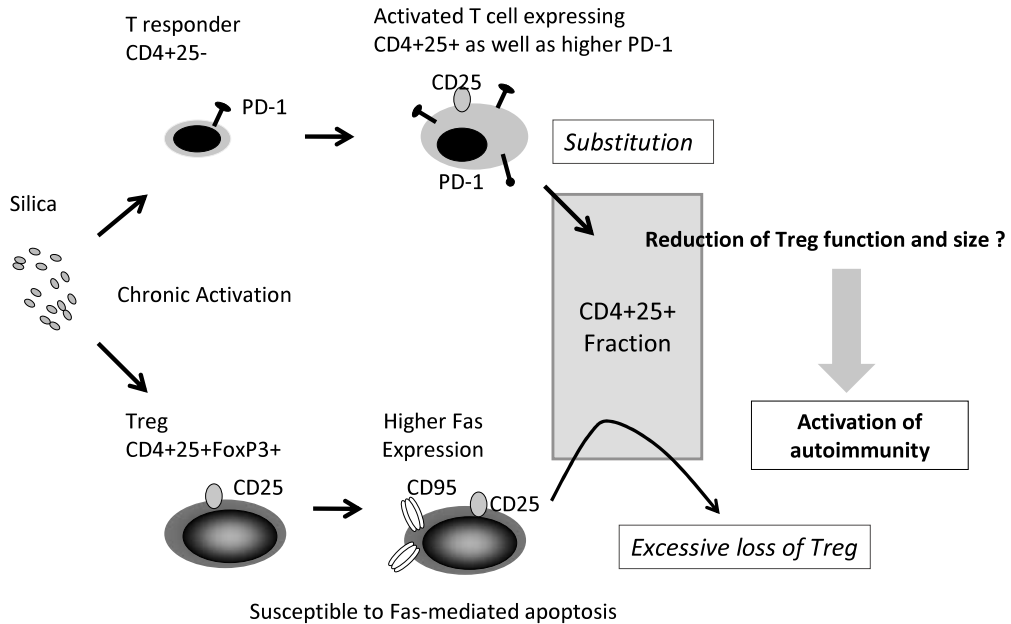 T responder
CD4+25-
PD-1
Activated T cell expressing
CD4+25+ as well as higher PD-1
CD25
PD-1
Substitution
Silica
Chronic Activation
Reduction of Treg function and size ?
CD4+25+
Fraction
Activation of
autoimmunity
Treg
CD4+25+FoxP3+
CD25
Higher Fas
Expression
CD95
CD25
Excessive loss of Treg
Susceptible to Fas-mediated apoptosis